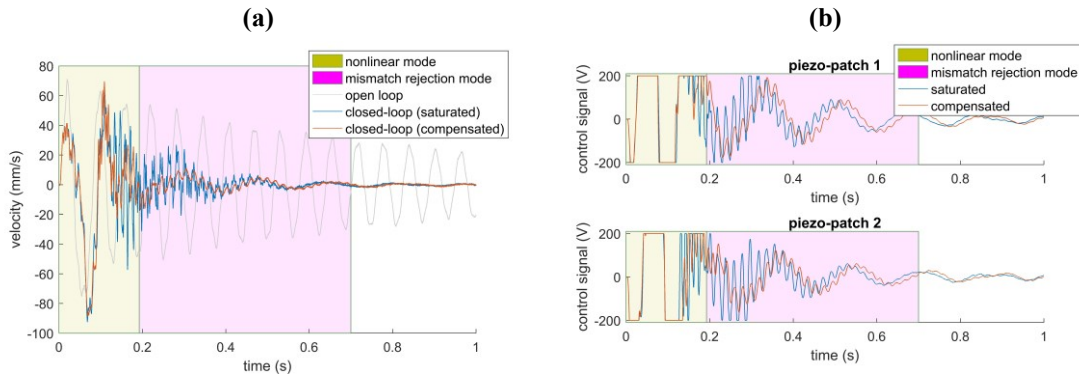 (a)
nonlinear mode
mismatch rejection mode
open loop
closed-loop (saturated)
closed-loop (compensated)
80
60
40
20
0
-20
-40
-60
-80
-100
velocity (mm/s)
0 0.2 0.4 0.6 0.8 1
time (s)
(b)
nonlinear mode
mismatch rejection mode
saturated
compensated
piezo-patch 1
200
0
-200
control signal (V)
0 0.2 0.4 0.6 0.8 1
time (s)
piezo-patch 2
200
0
-200
control signal (V)
0 0.2 0.4 0.6 0.8 1
time (s)